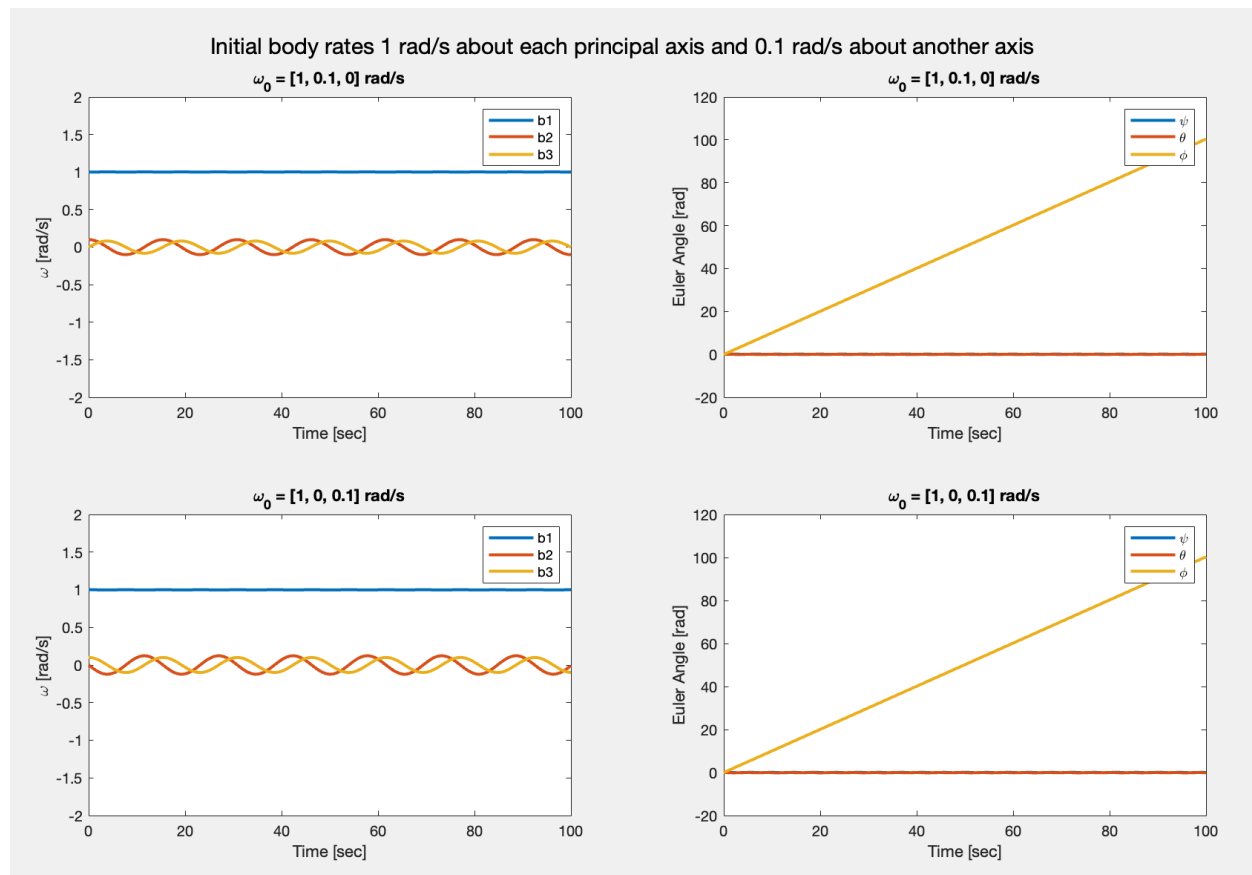 Initial body rates 1 rad/s about each principal axis and 0.1 rad/s about another axis
ω0 = [1, 0.1, 0] rad/s
2
1.5
1
0.5
0
-0.5
-1
-1.5
-2
ω [rad/s]
b1
b2
b3
0 20 40 60 80 100
Time [sec]
ω0 = [1, 0.1, 0] rad/s
120
100
80
60
40
20
0
-20
Euler Angle [rad]
ψ
θ
ϕ
0 20 40 60 80 100
Time [sec]
ω0 = [1, 0, 0.1] rad/s
2
1.5
1
0.5
0
-0.5
-1
-1.5
-2
ω [rad/s]
b1
b2
b3
0 20 40 60 80 100
Time [sec]
ω0 = [1, 0, 0.1] rad/s
120
100
80
60
40
20
0
-20
Euler Angle [rad]
ψ
θ
ϕ
0 20 40 60 80 100
Time [sec]